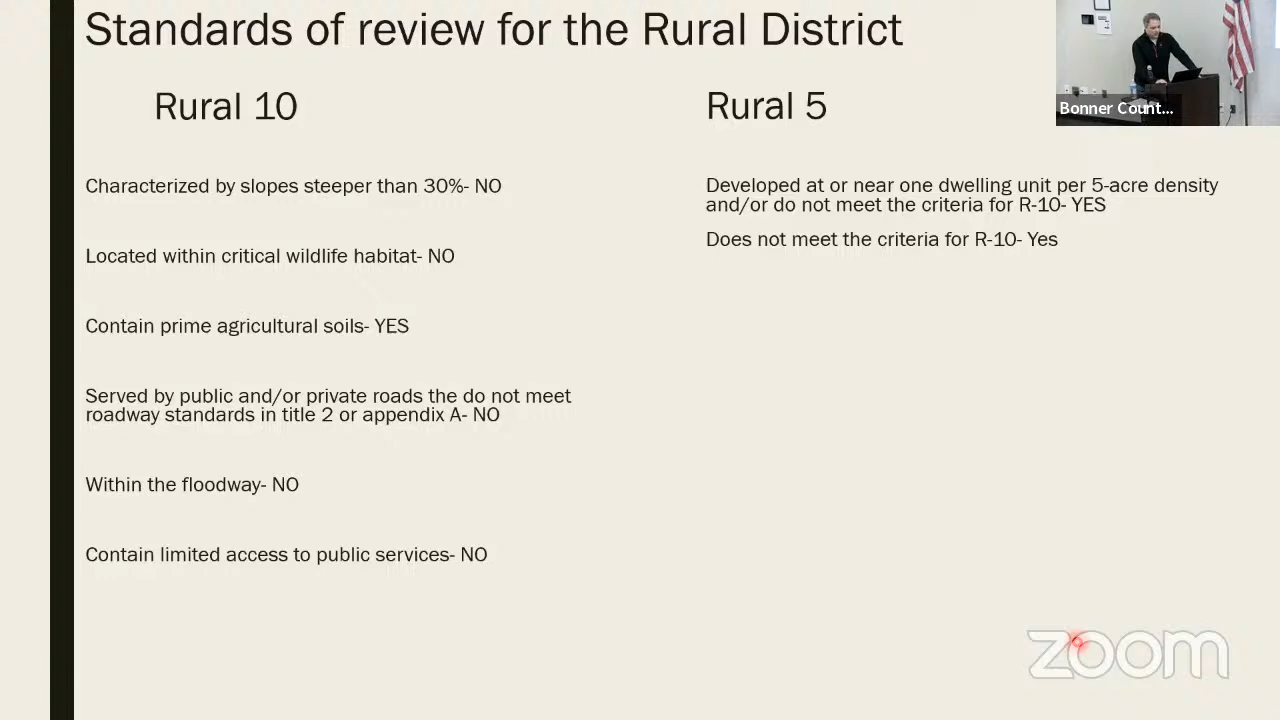 Standards of review for the Rural District
Rural 10
Characterized by slopes steeper than 30%- NO
Located within critical wildlife habitat- NO
Contain prime agricultural soils- YES
Served by public and/or private roads the do not meet
roadway standards in title 2 or appendix A- NO
Within the floodway- NO
Contain limited access to public services- NO
Rural 5
Developed at or near one dwelling unit per 5-acre density
and/or do not meet the criteria for R-10- YES
Does not meet the criteria for R-10- Yes
Bonner Count...
zoom